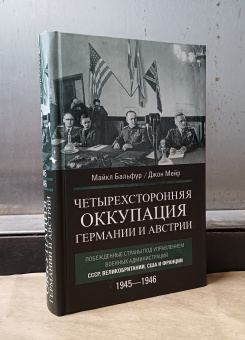 Майкл Бальфур / Джон Мейр
ЧЕТЫРЕХСТОРОННЯЯ
ОККУПАЦИЯ
ГЕРМАНИИ И АВСТРИИ
ПОБЕЖДЕННЫЕ СТРАНЫ ПОД УПРАВЛЕНИЕМ
ВОЕННЫХ АДМИНИСТРАЦИЙ
СССР, ВЕЛИКОБРИТАНИИ, США И ФРАНЦИИ
1945—1946